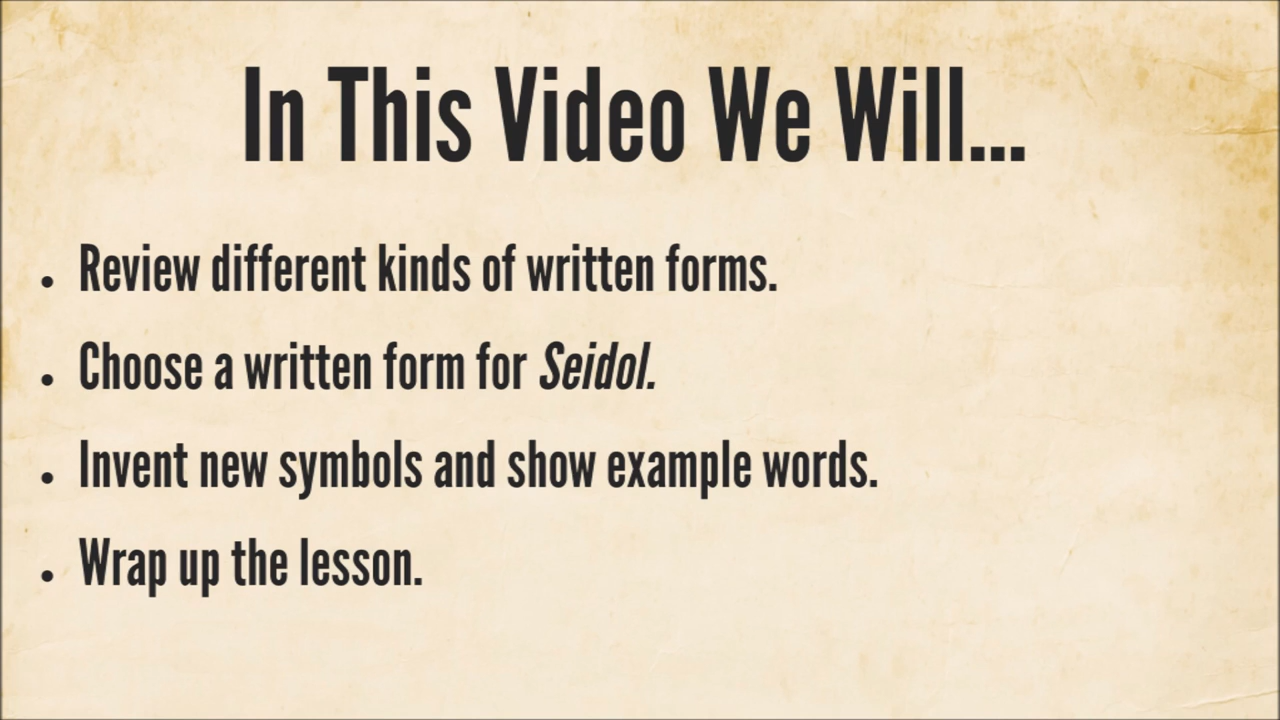 In This Video We Will...
• Review different kinds of written forms.
• Choose a written form for Seidol.
• Invent new symbols and show example words.
• Wrap up the lesson.